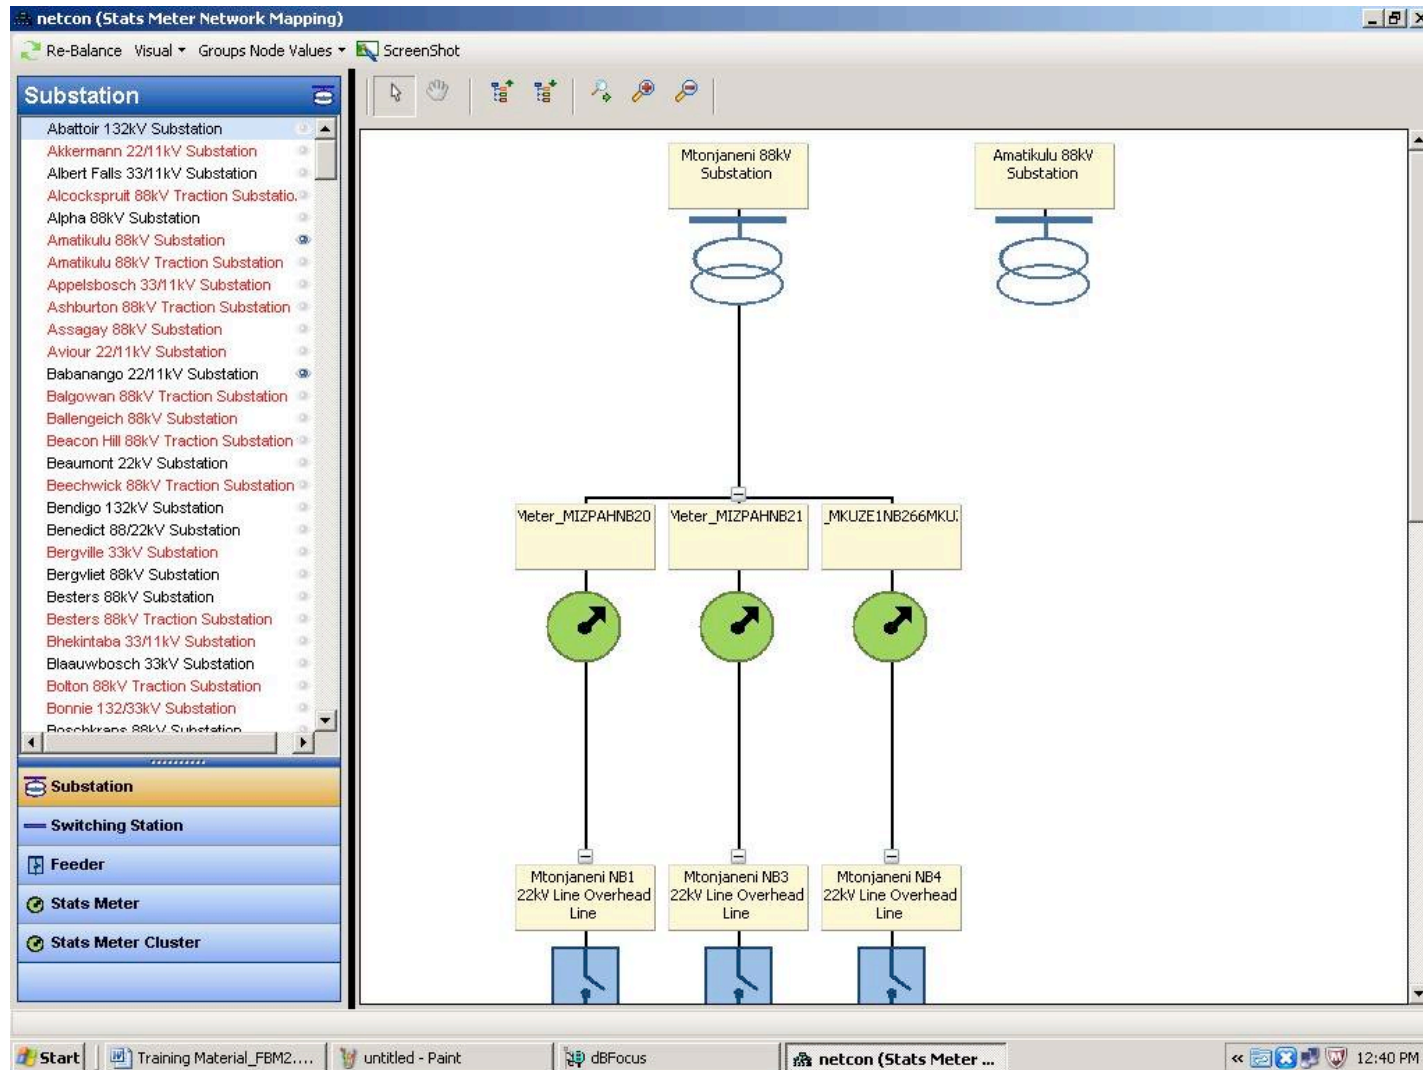 netcon (Stats Meter Network Mapping)
Re-Balance Visual Groups Node Values ScreenShot
Substation
Abattoir 132kV Substation
Akkermann 22/11kV Substation
Albert Falls 33/11kV Substation
Alcockspruit 88kV Traction Substatio.
Alpha 88kV Substation
Amatikulu 88kV Substation
Amatikulu 88kV Traction Substation
Appelsbosch 33/11kV Substation
Ashburton 88kV Traction Substation
Assagay 88kV Substation
Aviour 22/11kV Substation
Babanango 22/11kV Substation
Balgowan 88kV Traction Substation
Ballengeich 88kV Substation
Beacon Hill 88kV Traction Substation
Beaumont 22kV Substation
Beechwick 88kV Traction Substation
Bendigo 132kV Substation
Benedict 88/22kV Substation
Bergville 33kV Substation
Bergvliet 88kV Substation
Besters 88kV Substation
Besters 88kV Traction Substation
Bhekintaba 33/11kV Substation
Blaauwbosch 33kV Substation
Bolton 88kV Traction Substation
Bonnie 132/33kV Substation
Boschkrans 88kV Substation
Substation
Switching Station
Feeder
Stats Meter
Stats Meter Cluster
Mtonjaneni 88kV
Substation
Amatikulu 88kV
Substation
Meter_MIZPAHNB20
Meter_MIZPAHNB21
_MKUZE1NB266MKU
Mtonjaneni NB1
22kV Line Overhead
Line
Mtonjaneni NB3
22kV Line Overhead
Line
Mtonjaneni NB4
22kV Line Overhead
Line
Start
Training Material_FBM2....
untitled - Paint
dBFocus
netcon (Stats Meter ...
12:40 PM